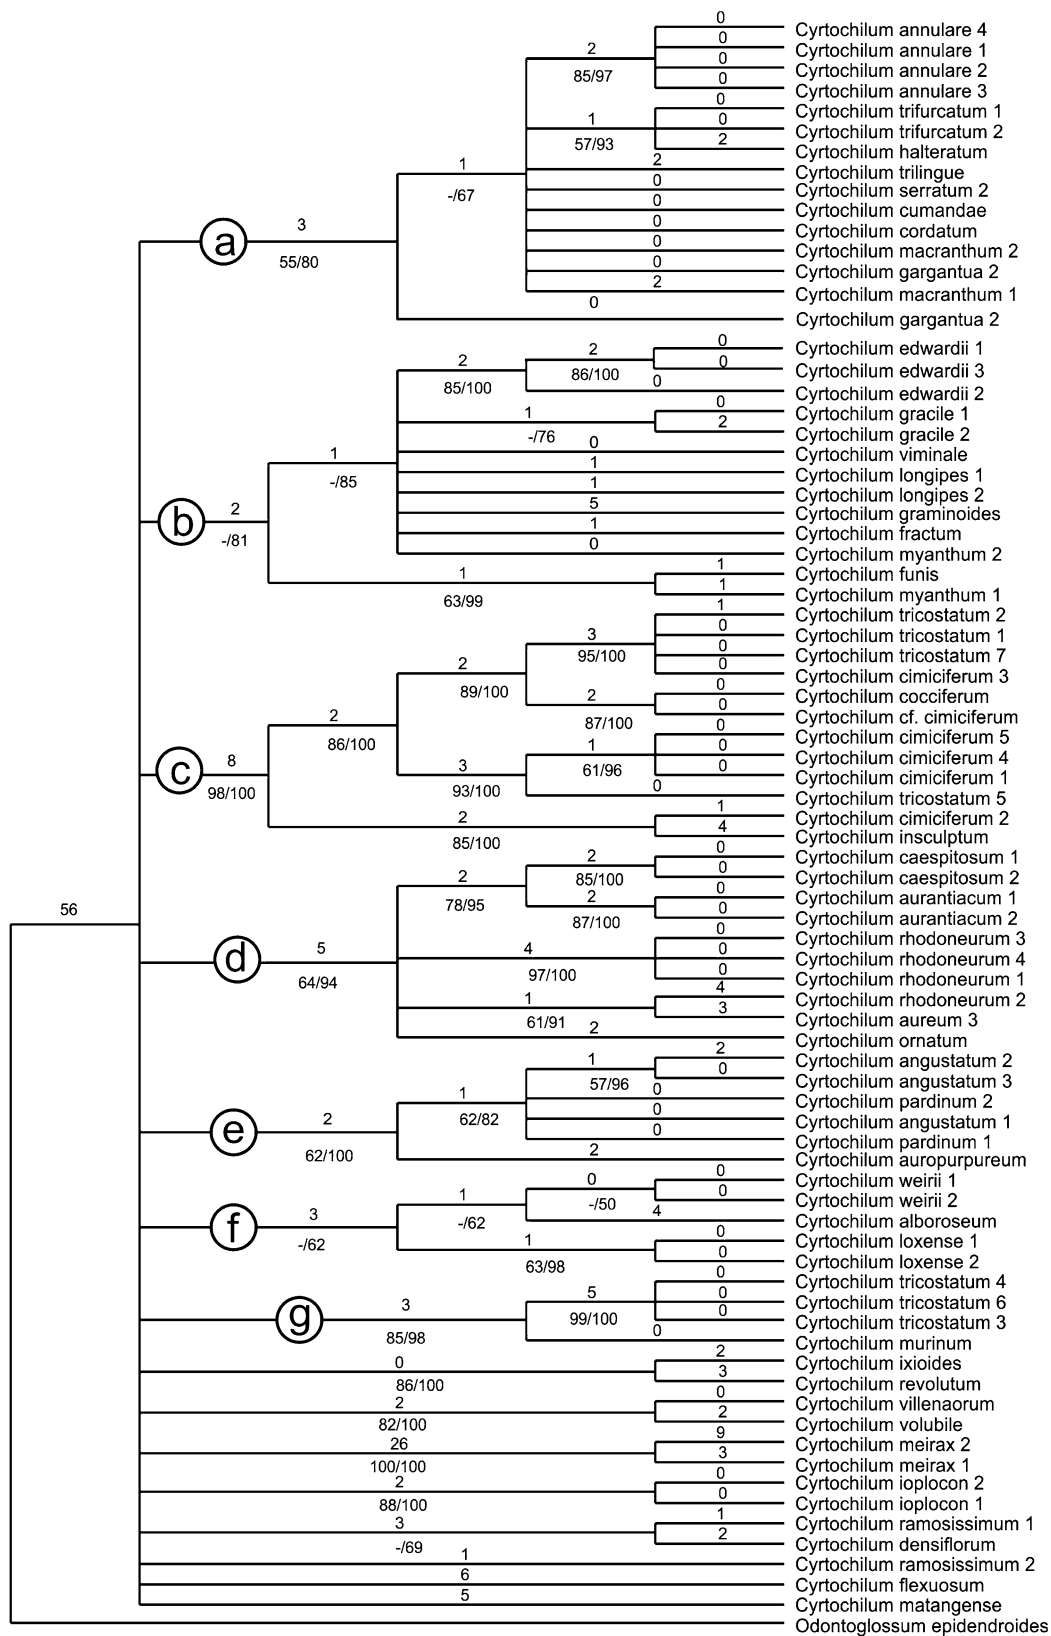 0
Cyrtochilum annulare 4
0
Cyrtochilum annulare 1
2
0
85/97
Cyrtochilum annulare 2
0
Cyrtochilum annulare 3
0
Cyrtochilum trifurcatum 1
1
0
57/93
Cyrtochilum trifurcatum 2
2
Cyrtochilum halteratum
1
-/67
2
Cyrtochilum trilingue
0
Cyrtochilum serratum 2
0
Cyrtochilum cumandae
a
3
55/80
0
Cyrtochilum cordatum
0
Cyrtochilum macranthum 2
0
Cyrtochilum gargantua 2
2
Cyrtochilum macranthum 1
0
Cyrtochilum gargantua 2
2
85/100
2
86/100
0
Cyrtochilum edwardii 1
0
Cyrtochilum edwardii 3
0
Cyrtochilum edwardii 2
1
-/76
0
Cyrtochilum gracile 1
2
Cyrtochilum gracile 2
1
-/85
0
Cyrtochilum viminale
1
Cyrtochilum longipes 1
1
Cyrtochilum longipes 2
b
2
-/81
5
Cyrtochilum graminoides
1
Cyrtochilum fractum
0
Cyrtochilum myanthum 2
1
63/99
1
Cyrtochilum funis
1
Cyrtochilum myanthum 1
3
95/100
1
Cyrtochilum tricostatum 2
0
Cyrtochilum tricostatum 1
0
Cyrtochilum tricostatum 7
0
Cyrtochilum cimiciferum 3
2
89/100
2
87/100
0
Cyrtochilum cocciferum
0
Cyrtochilum cf. cimiciferum
2
86/100
1
61/96
0
Cyrtochilum cimiciferum 5
0
Cyrtochilum cimiciferum 4
0
Cyrtochilum cimiciferum 1
c
8
98/100
3
93/100
0
Cyrtochilum tricostatum 5
2
85/100
1
Cyrtochilum cimiciferum 2
4
Cyrtochilum insculptum
2
78/95
2
85/100
0
Cyrtochilum caespitosum 1
0
Cyrtochilum caespitosum 2
2
87/100
0
Cyrtochilum aurantiacum 1
0
Cyrtochilum aurantiacum 2
56
d
5
64/94
4
97/100
0
Cyrtochilum rhodoneurum 3
0
Cyrtochilum rhodoneurum 4
0
Cyrtochilum rhodoneurum 1
1
61/91
4
Cyrtochilum rhodoneurum 2
3
Cyrtochilum aureum 3
2
Cyrtochilum ornatum
1
57/96
2
Cyrtochilum angustatum 2
0
Cyrtochilum angustatum 3
1
62/82
0
Cyrtochilum pardinum 2
0
Cyrtochilum angustatum 1
0
Cyrtochilum pardinum 1
e
2
62/100
2
Cyrtochilum auropurpureum
0
-/50
0
Cyrtochilum weirii 1
0
Cyrtochilum weirii 2
1
-/62
4
Cyrtochilum alboroseum
f
3
-/62
1
63/98
0
Cyrtochilum loxense 1
0
Cyrtochilum loxense 2
5
99/100
0
Cyrtochilum tricostatum 4
0
Cyrtochilum tricostatum 6
0
Cyrtochilum tricostatum 3
g
3
85/98
0
Cyrtochilum murinum
0
86/100
2
Cyrtochilum ixioides
3
Cyrtochilum revolutum
2
82/100
0
Cyrtochilum villenaorum
2
Cyrtochilum volubile
26
100/100
9
Cyrtochilum meirax 2
3
Cyrtochilum meirax 1
2
88/100
0
Cyrtochilum ioplocon 2
0
Cyrtochilum ioplocon 1
3
-/69
1
Cyrtochilum ramosissimum 1
2
Cyrtochilum densiflorum
1
Cyrtochilum ramosissimum 2
6
Cyrtochilum flexuosum
5
Cyrtochilum matangense
Odontoglossum epidendroides